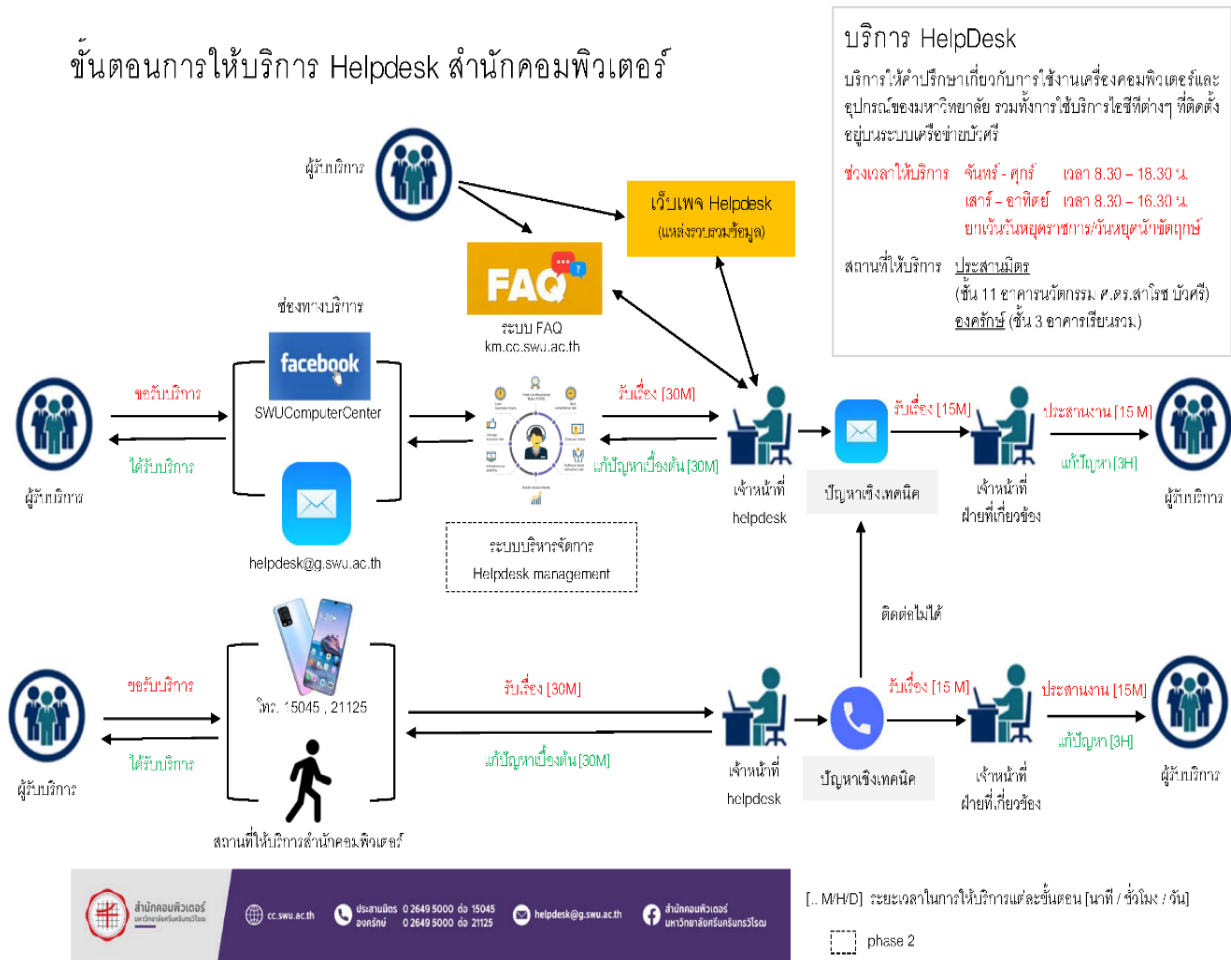 ขั้นตอนการให้บริการ Helpdesk สำนักคอมพิวเตอร์
บริการ HelpDesk
บริการให้คำปรึกษาเกี่ยวกับการใช้งานเครื่องคอมพิวเตอร์และ
อุปกรณ์ของมหาวิทยาลัย รวมทั้งการใช้บริการไอซีทีต่างๆ ที่ติดตั้ง
อยู่บนระบบเครือข่ายบัวศรี
ช่วงเวลาให้บริการ จันทร์ - ศุกร์ เวลา 8.30 – 18.30 น.
เสาร์ – อาทิตย์ เวลา 8.30 – 16.30 น.
ยกเว้นวันหยุดราชการ/วันหยุดนักขัตฤกษ์
สถานที่ให้บริการ ประสานมิตร
(ชั้น 11 อาคารนวัตกรรม ศ.ดร.สาโรช บัวศรี)
องครักษ์ (ชั้น 3 อาคารเรียนรวม)
ผู้รับบริการ
เว็บเพจ Helpdesk
(แหล่งรวบรวมข้อมูล)
FAQ
ระบบ FAQ
km.cc.swu.ac.th
ช่องทางบริการ
facebook
SWUComputerCenter
ขอรับบริการ
ได้รับบริการ
ผู้รับบริการ
helpdesk@g.swu.ac.th
รับเรื่อง [30M]
แก้ปัญหาเบื้องต้น [30M]
ระบบบริหารจัดการ
Helpdesk management
เจ้าหน้าที่
helpdesk
ปัญหาเชิงเทคนิค
รับเรื่อง [15M]
เจ้าหน้าที่
ฝ่ายที่เกี่ยวข้อง
ประสานงาน [15 M]
แก้ปัญหา [3H]
ผู้รับบริการ
ติดต่อไม่ได้
ขอรับบริการ
ได้รับบริการ
ผู้รับบริการ
โทร. 15045 , 21125
สถานที่ให้บริการสำนักคอมพิวเตอร์
รับเรื่อง [30M]
แก้ปัญหาเบื้องต้น [30M]
เจ้าหน้าที่
helpdesk
ปัญหาเชิงเทคนิค
รับเรื่อง [15 M]
เจ้าหน้าที่
ฝ่ายที่เกี่ยวข้อง
ประสานงาน [15M]
แก้ปัญหา [3H]
ผู้รับบริการ
สำนักคอมพิวเตอร์
มหาวิทยาลัยศรีนครินทรวิโรฒ
cc.swu.ac.th
ประสานมิตร 0 2649 5000 ต่อ 15045
องครักษ์ 0 2649 5000 ต่อ 21125
helpdesk@g.swu.ac.th
สำนักคอมพิวเตอร์
มหาวิทยาลัยศรีนครินทรวิโรฒ
[.. M/H/D] ระยะเวลาในการให้บริการแต่ละขั้นตอน [นาที / ชั่วโมง / วัน]
phase 2